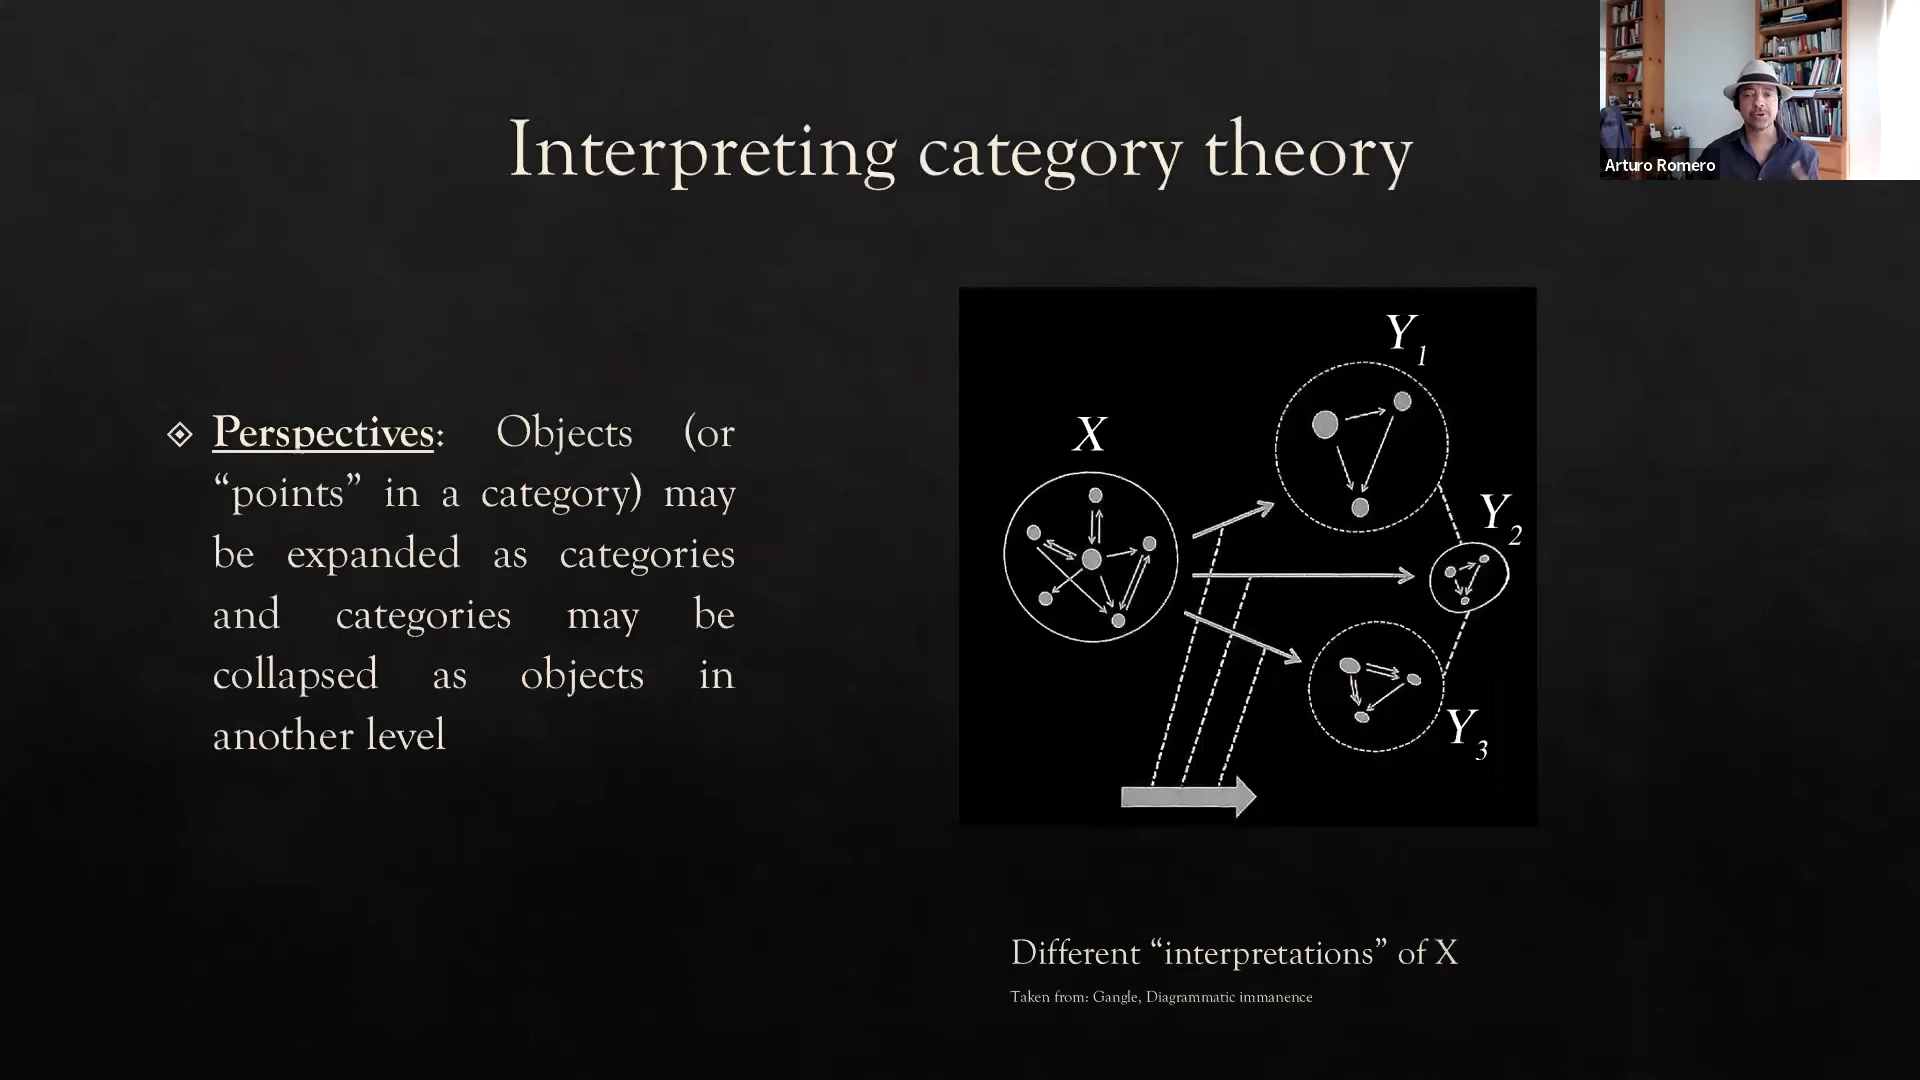 Interpreting category theory
Arturo Romero
Perspectives: Objects (or
“points” in a category) may
be expanded as categories
and categories may be
collapsed as objects in
another level
X
Y1
Y2
Y3
Different “interpretations” of X
Taken from: Gangle, Diagrammatic immanence